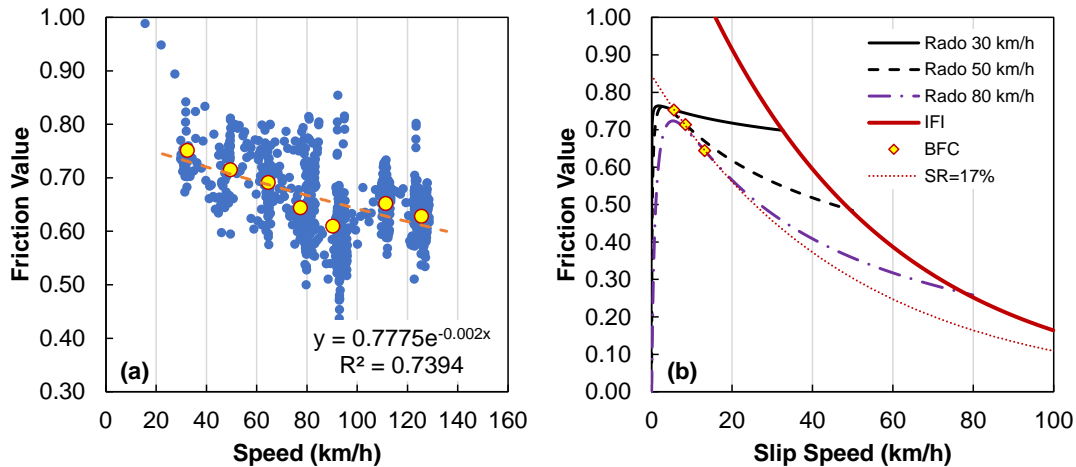 1.00
0.90
0.80
0.70
0.60
0.50
0.40
0.30
Friction Value
y = 0.7775e^-0.002x
R² = 0.7394
(a)
0 20 40 60 80 100 120 140 160
Speed (km/h)
1.00
0.90
0.80
0.70
0.60
0.50
0.40
0.30
0.20
0.10
0.00
Friction Value
Rado 30 km/h
Rado 50 km/h
Rado 80 km/h
IFI
BFC
SR=17%
(b)
0 20 40 60 80 100
Slip Speed (km/h)